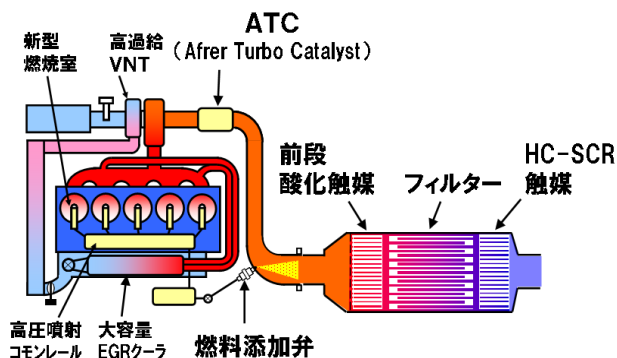 ATC
（Afrer Turbo Catalyst）
新型
燃焼室
高過給
VNT
前段
酸化触媒
フィルター
HC-SCR
触媒
高圧噴射
コモンレール
大容量
EGRクーラ
燃料添加弁